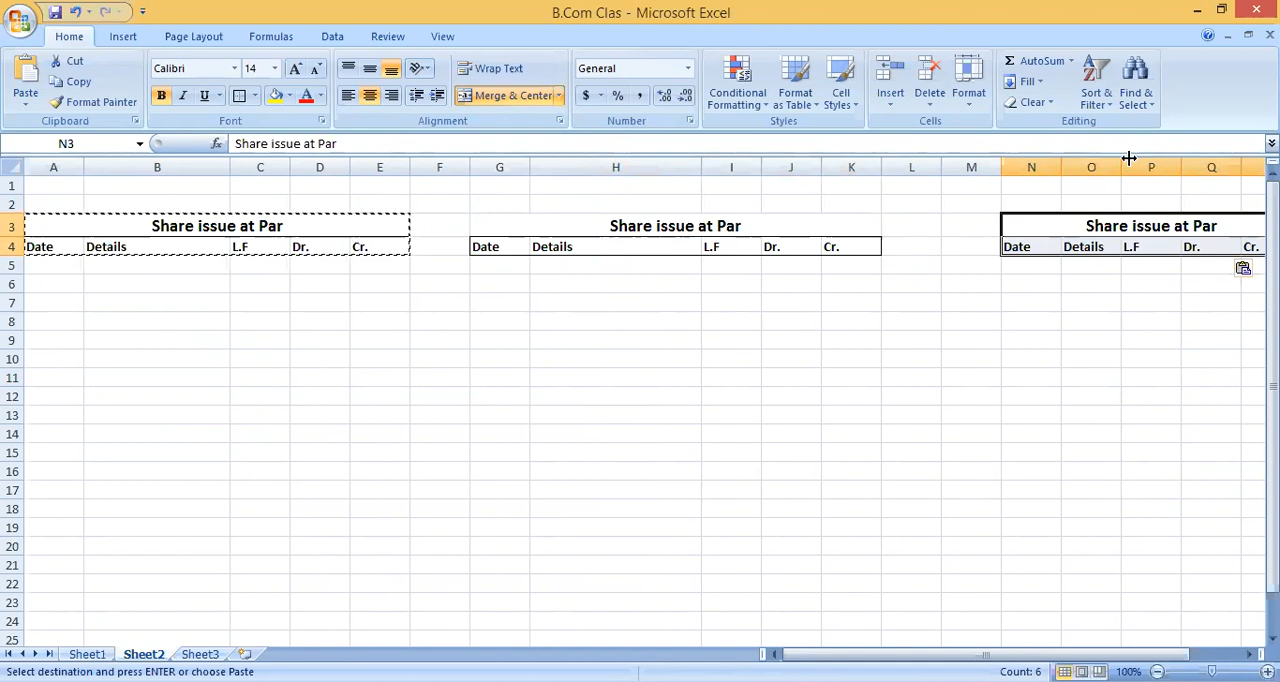 B.Com Clas - Microsoft Excel
Home Insert Page Layout Formulas Data Review View
Paste
Cut
Copy
Format Painter
Clipboard
Calibri 14
B I U A
Font
Wrap Text
Merge & Center
Alignment
General
$ % ,
Number
Conditional Formatting
Format as Table
Cell Styles
Styles
Insert Delete Format
Cells
Σ AutoSum
Fill
Clear
Sort & Filter
Find & Select
Editing
N3 fx Share issue at Par
A B C D E F G H I J K L M N O P Q
1
2
3 Share issue at Par Share issue at Par Share issue at Par
4 Date Details L.F Dr. Cr. Date Details L.F Dr. Cr. Date Details L.F Dr. Cr.
5
6
7
8
9
10
11
12
13
14
15
16
17
18
19
20
21
22
23
24
25
Sheet1 Sheet2 Sheet3
Select destination and press ENTER or choose Paste Count: 6 100%